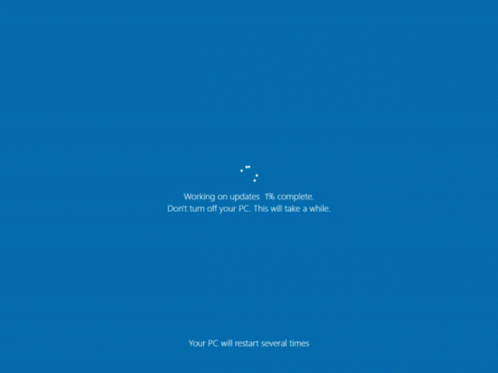 Working on updates 1% complete.
Don't turn off your PC. This will take a while.
Your PC will restart several times